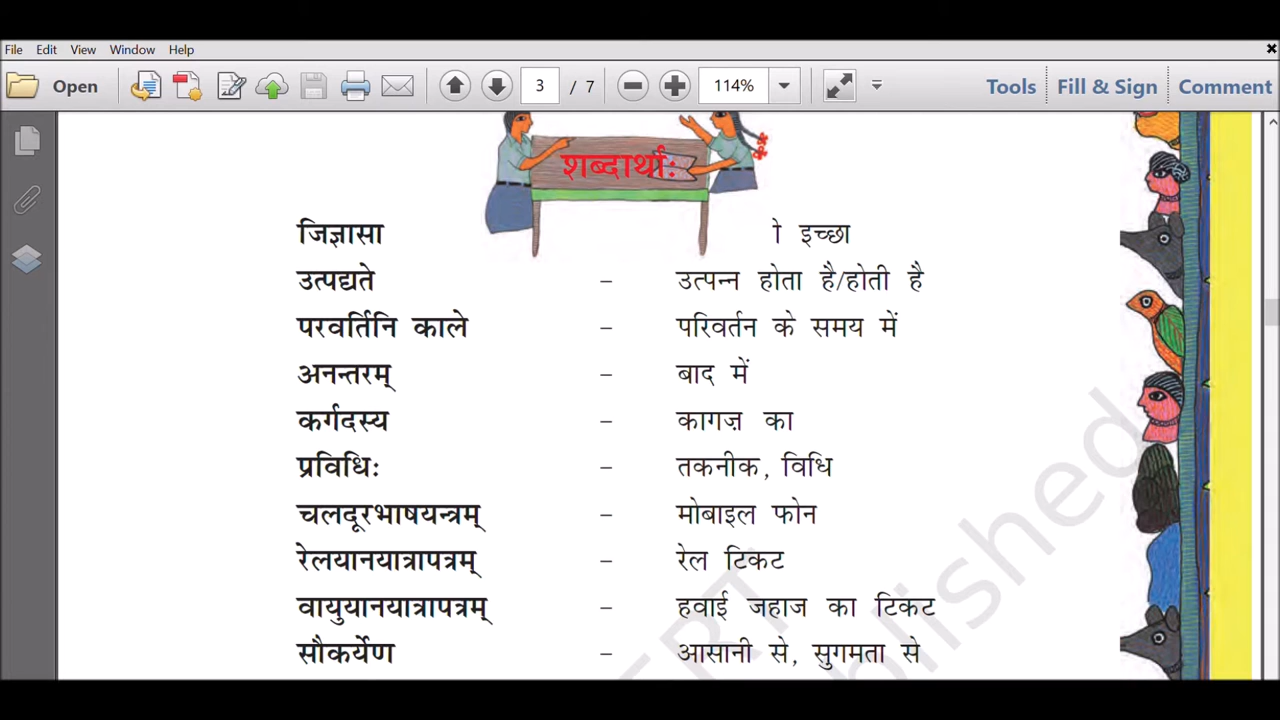 File Edit View Window Help
Open 3 / 7 114% Tools Fill & Sign Comment
शब्दार्थाः
जिज्ञासा इच्छा
उत्पद्यते – उत्पन्न होता है/होती है
परवर्तिनि काले – परिवर्तन के समय में
अनन्तरम् – बाद में
कर्गदस्य – कागज़ का
प्रविधिः – तकनीक, विधि
चलदूरभाषयन्त्रम् – मोबाइल फोन
रेलयानयात्रापत्रम् – रेल टिकट
वायुयानयात्रापत्रम् – हवाई जहाज का टिकट
सौकर्येण – आसानी से, सुगमता से